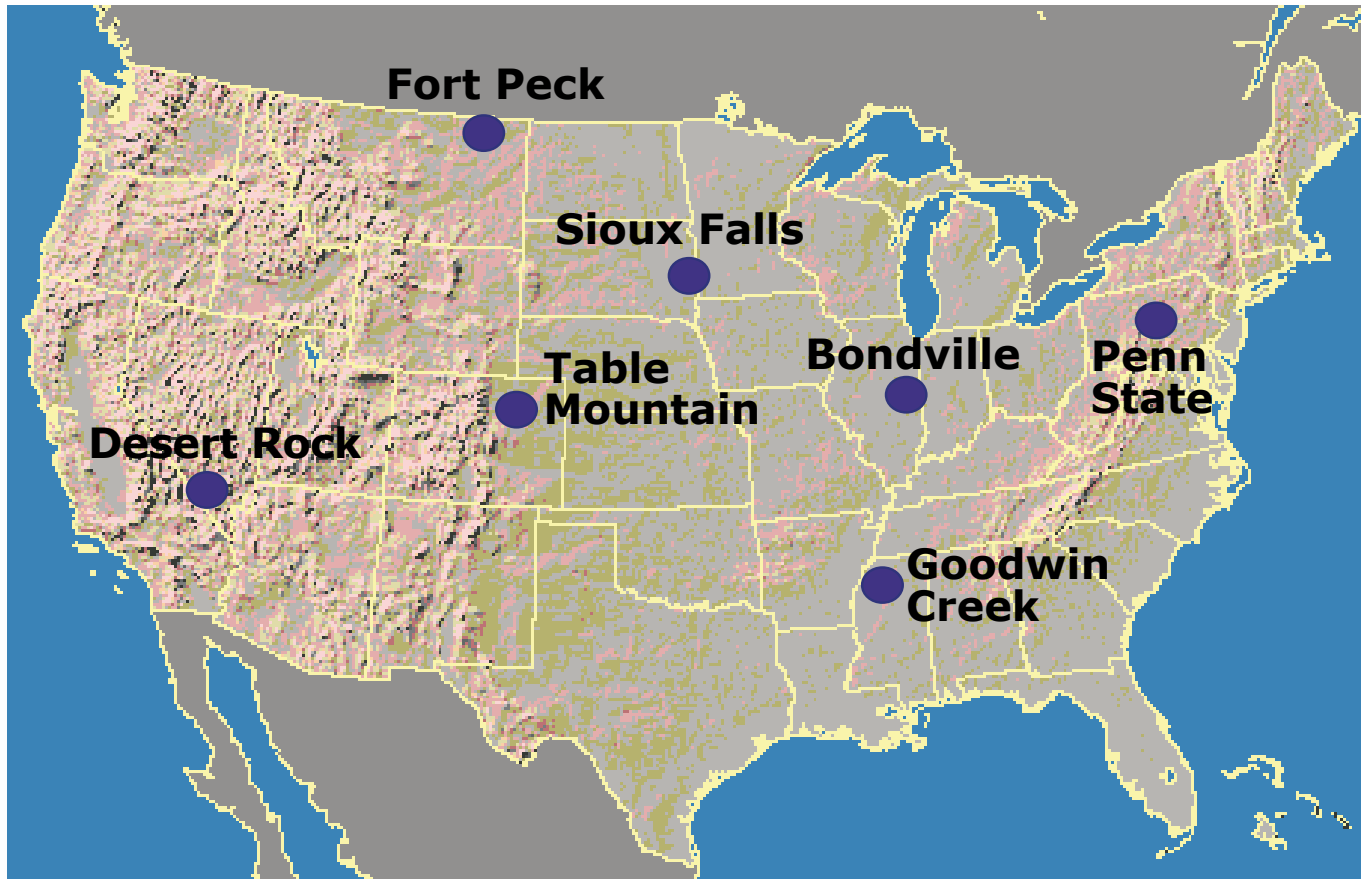 Fort Peck
Sioux Falls
Table
Mountain
Bondville
Penn
State
Desert Rock
Goodwin
Creek